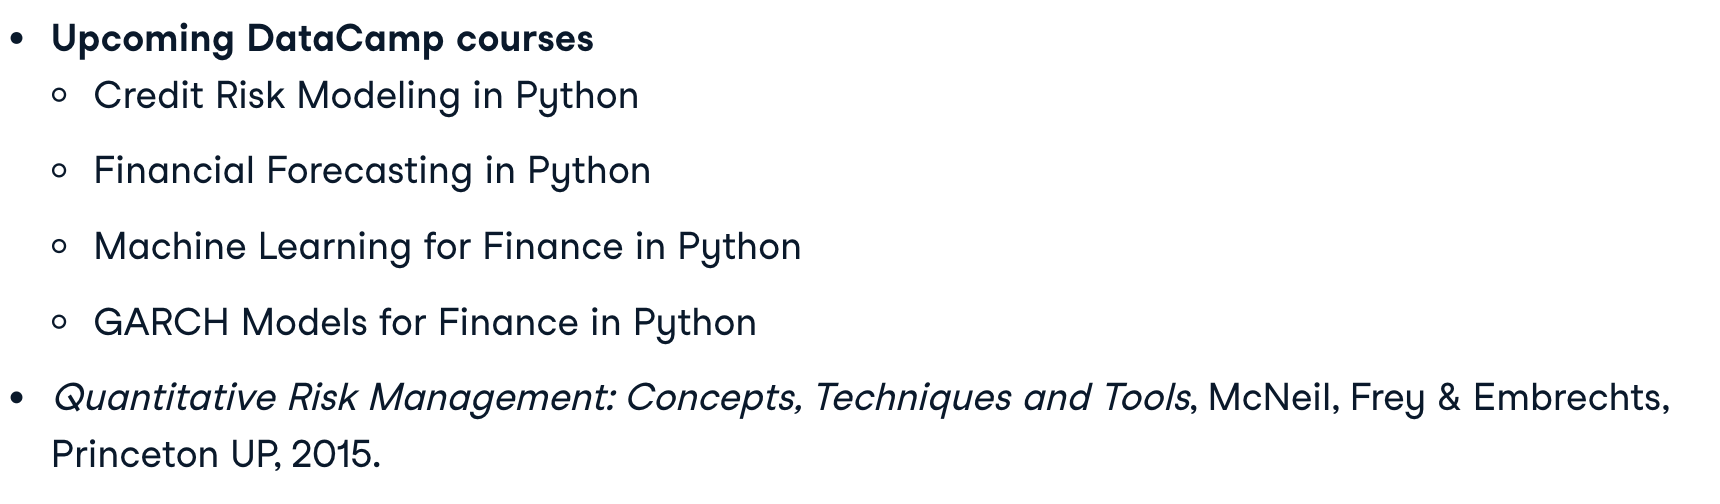 • Upcoming DataCamp courses
○ Credit Risk Modeling in Python
○ Financial Forecasting in Python
○ Machine Learning for Finance in Python
○ GARCH Models for Finance in Python
• Quantitative Risk Management: Concepts, Techniques and Tools, McNeil, Frey & Embrechts,
Princeton UP, 2015.